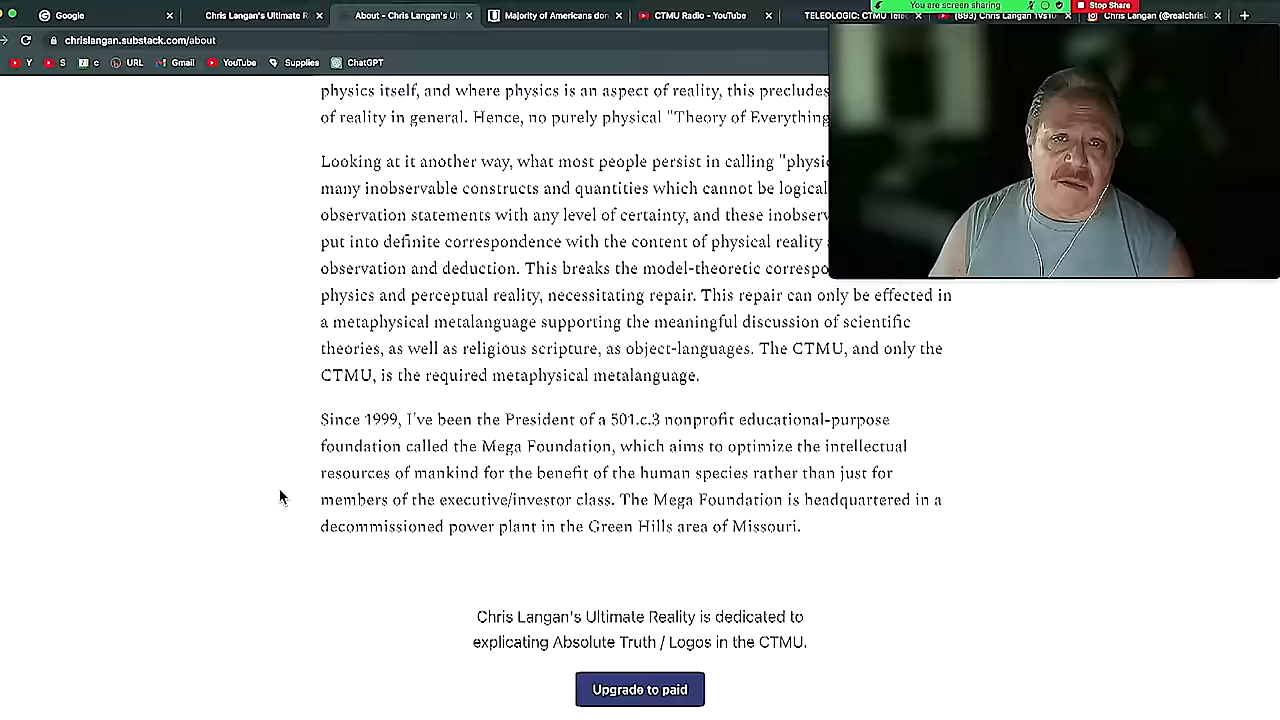 Google
Chris Langan's Ultimate R
About - Chris Langan's Ul
Majority of Americans don
CTMU Radio - YouTube
TELEOLOGIC: CTMU Tele
(693) Chris Langan 1Vs10
Chris Langan (@realchrisl
You are screen sharing
Stop Share
chrislangan.substack.com/about
Y
S
c
URL
Gmail
YouTube
Supplies
ChatGPT
physics itself, and where physics is an aspect of reality, this precludes
of reality in general. Hence, no purely physical "Theory of Everything
Looking at it another way, what most people persist in calling "physic
many inobservable constructs and quantities which cannot be logical
observation statements with any level of certainty, and these inobserv
put into definite correspondence with the content of physical reality
observation and deduction. This breaks the model-theoretic correspo
physics and perceptual reality, necessitating repair. This repair can only be effected in
a metaphysical metalanguage supporting the meaningful discussion of scientific
theories, as well as religious scripture, as object-languages. The CTMU, and only the
CTMU, is the required metaphysical metalanguage.
Since 1999, I've been the President of a 501.c.3 nonprofit educational-purpose
foundation called the Mega Foundation, which aims to optimize the intellectual
resources of mankind for the benefit of the human species rather than just for
members of the executive/investor class. The Mega Foundation is headquartered in a
decommissioned power plant in the Green Hills area of Missouri.
Chris Langan's Ultimate Reality is dedicated to
explicating Absolute Truth / Logos in the CTMU.
Upgrade to paid